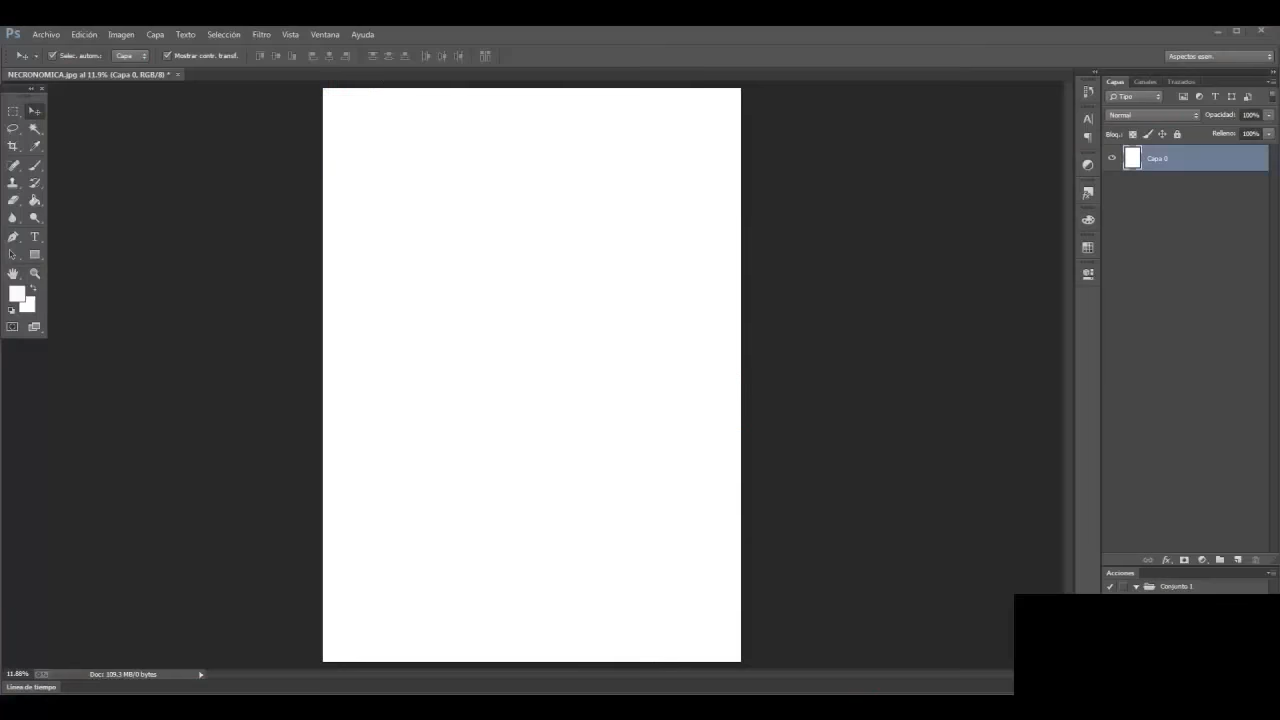 Ps Archivo Edición Imagen Capa Texto Selección Filtro Vista Ventana Ayuda
Selec. autom.: Capa Mostrar contr. transf. Aspectos esen.
NECRONOMICA.jpg al 11.9% (Capa 0, RGB/8) * ×
Capas Canales Trazados
Tipo
Normal Opacidad: 100%
Bloq.: Relleno: 100%
Capa 0
Acciones
Conjunto 1
11.88% Doc: 109.3 MB/0 bytes
Línea de tiempo